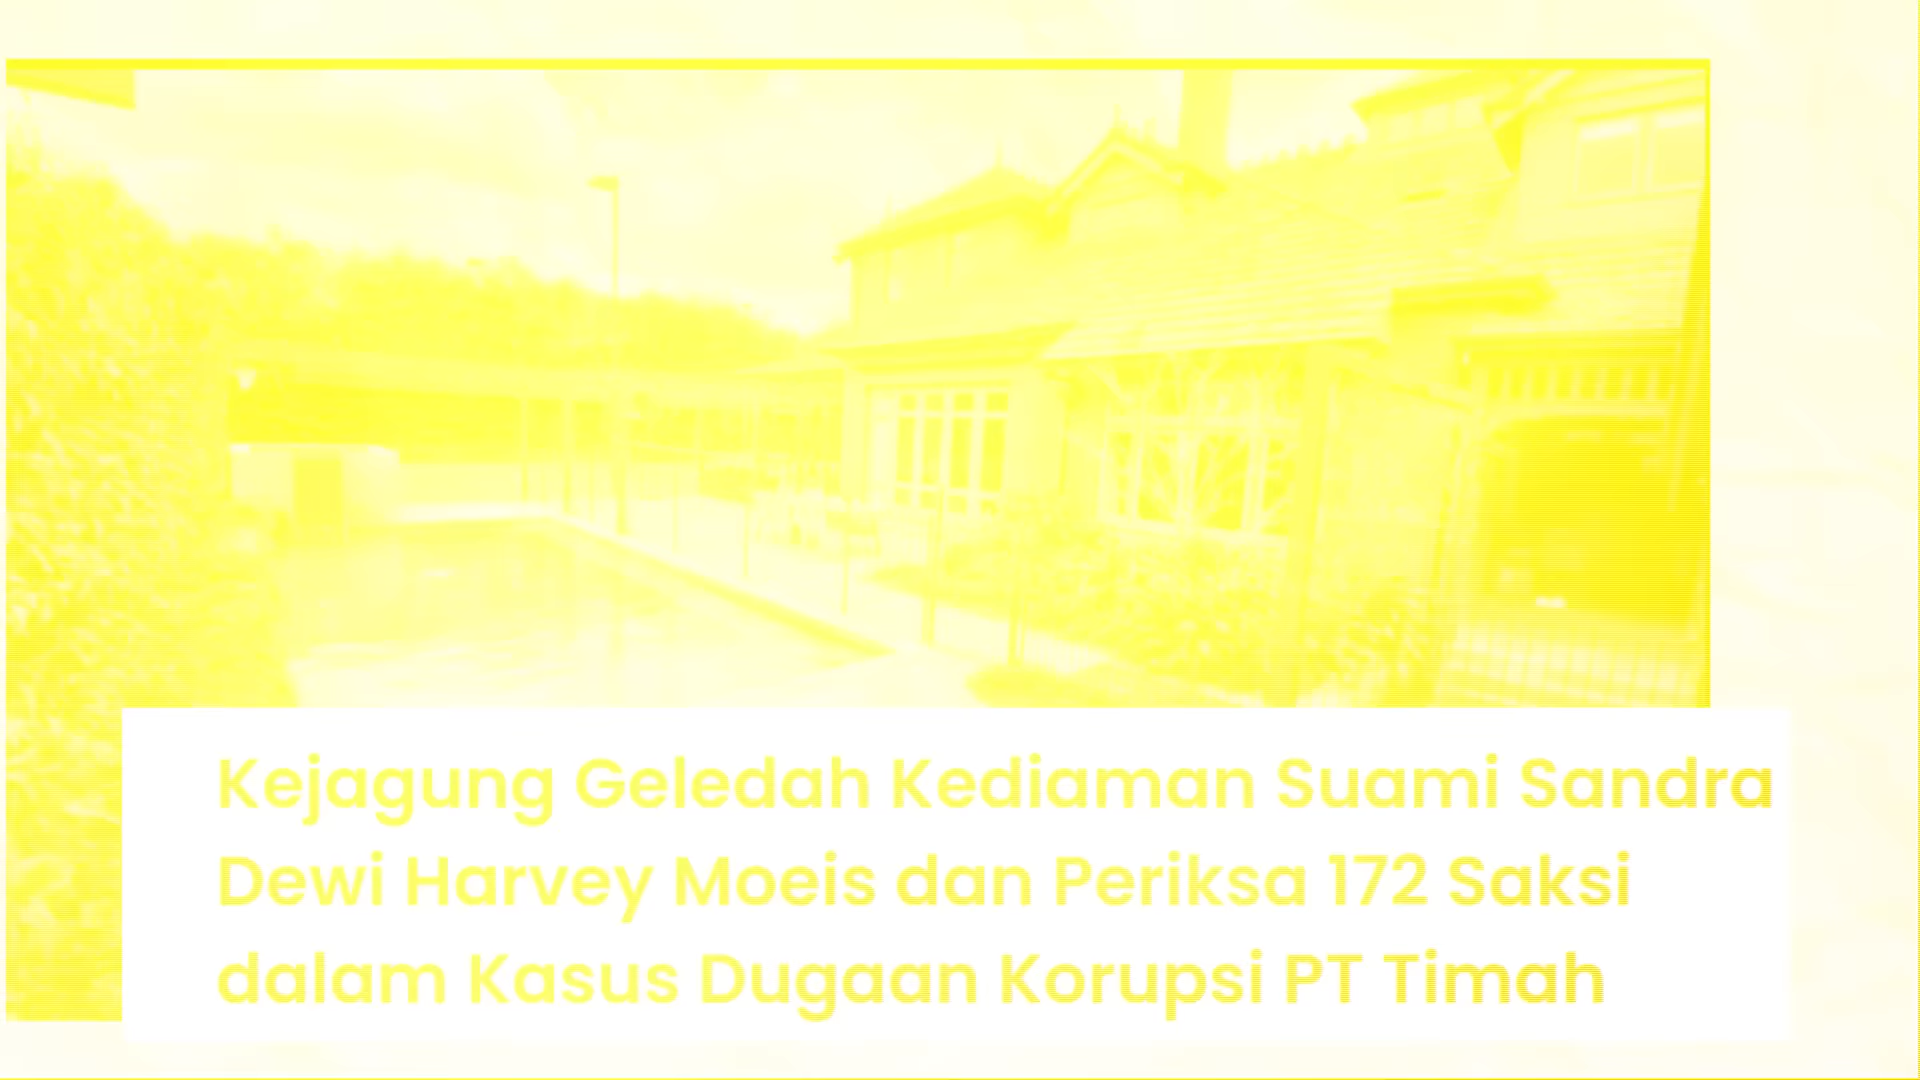 Kejagung Geledah Kediaman Suami Sandra
Dewi Harvey Moeis dan Periksa 172 Saksi
dalam Kasus Dugaan Korupsi PT Timah